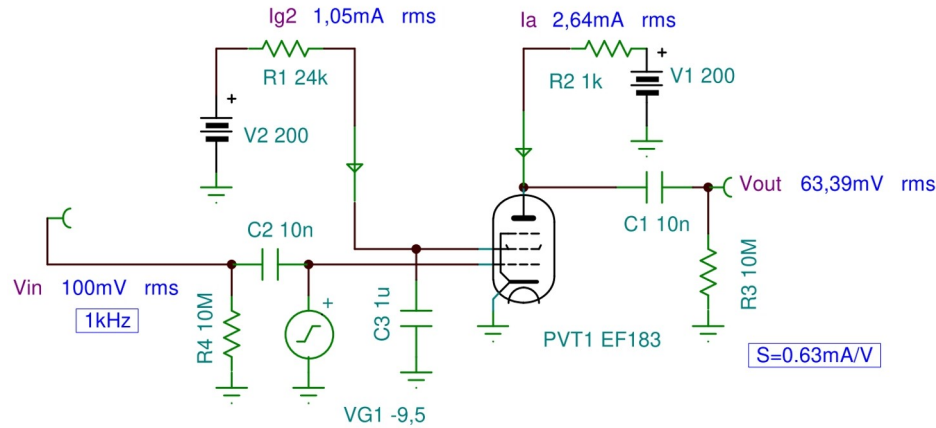 Ig2 1,05mA rms
Ia 2,64mA rms
R1 24k
R2 1k
+
V1 200
+
V2 200
Vout 63,39mV rms
C2 10n
C1 10n
Vin 100mV rms
1kHz
R4 10M
+
C3 1u
R3 10M
PVT1 EF183
S=0.63mA/V
VG1 -9,5